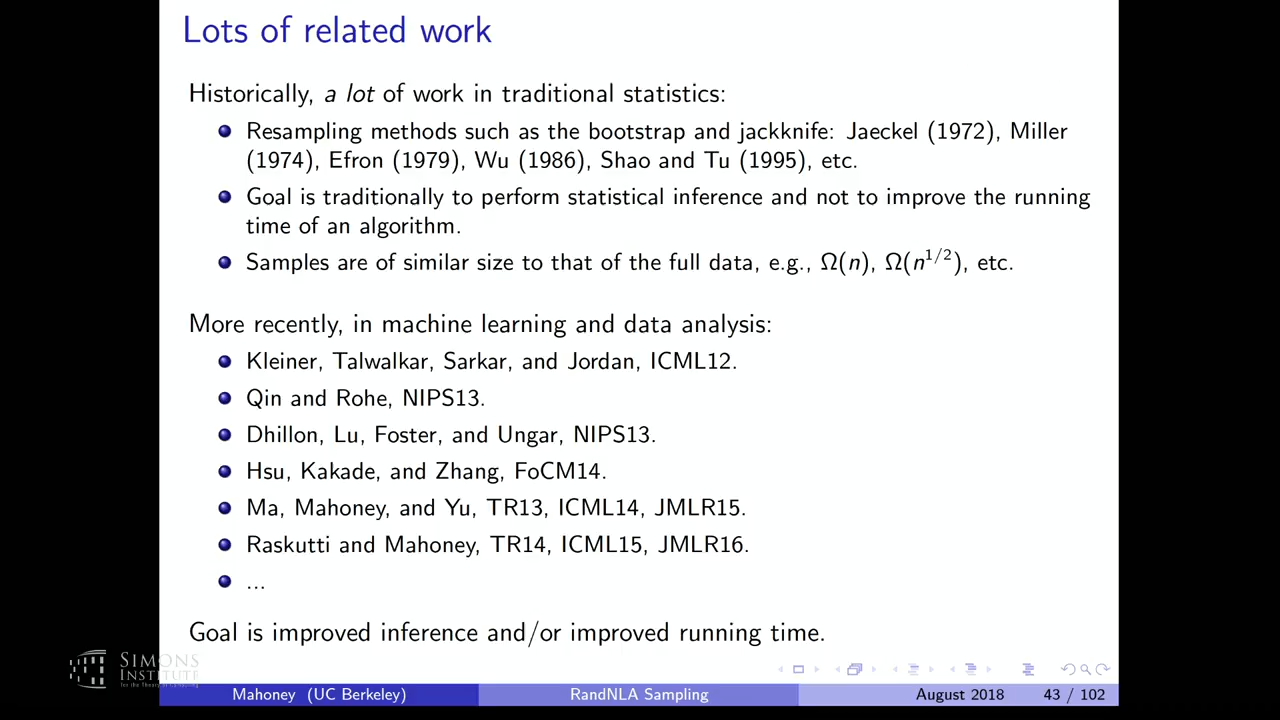 Lots of related work
Historically, a lot of work in traditional statistics:
Resampling methods such as the bootstrap and jackknife: Jaeckel (1972), Miller
(1974), Efron (1979), Wu (1986), Shao and Tu (1995), etc.
Goal is traditionally to perform statistical inference and not to improve the running
time of an algorithm.
Samples are of similar size to that of the full data, e.g., Ω(n), Ω(n^{1/2}), etc.
More recently, in machine learning and data analysis:
Kleiner, Talwalkar, Sarkar, and Jordan, ICML12.
Qin and Rohe, NIPS13.
Dhillon, Lu, Foster, and Ungar, NIPS13.
Hsu, Kakade, and Zhang, FoCM14.
Ma, Mahoney, and Yu, TR13, ICML14, JMLR15.
Raskutti and Mahoney, TR14, ICML15, JMLR16.
...
Goal is improved inference and/or improved running time.
SIMONS
INSTITUTE
for the Theory of Computing
Mahoney (UC Berkeley) RandNLA Sampling August 2018 43 / 102